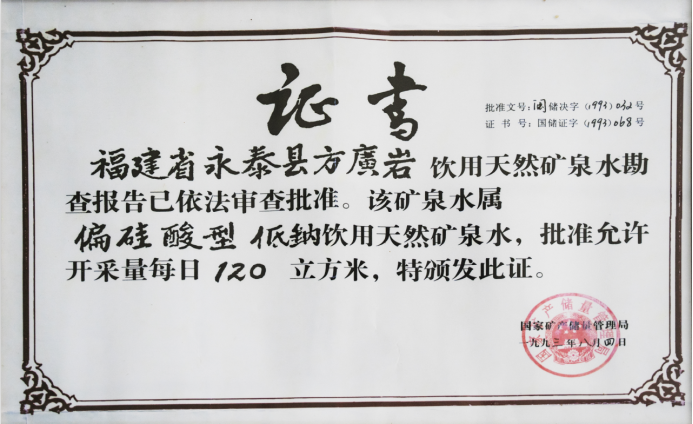 证书
批准文号:闽储决字(1993)032号
证 书 号:国储证字(1993)068号
福建省永泰县方廣岩饮用天然矿泉水勘
查报告已依法审查批准。该矿泉水属
偏硅酸型低鈉饮用天然矿泉水,批准允许
开采量每日120 立方米,特颁发此证。
国家矿产储量管理局
一九九三年八月四日